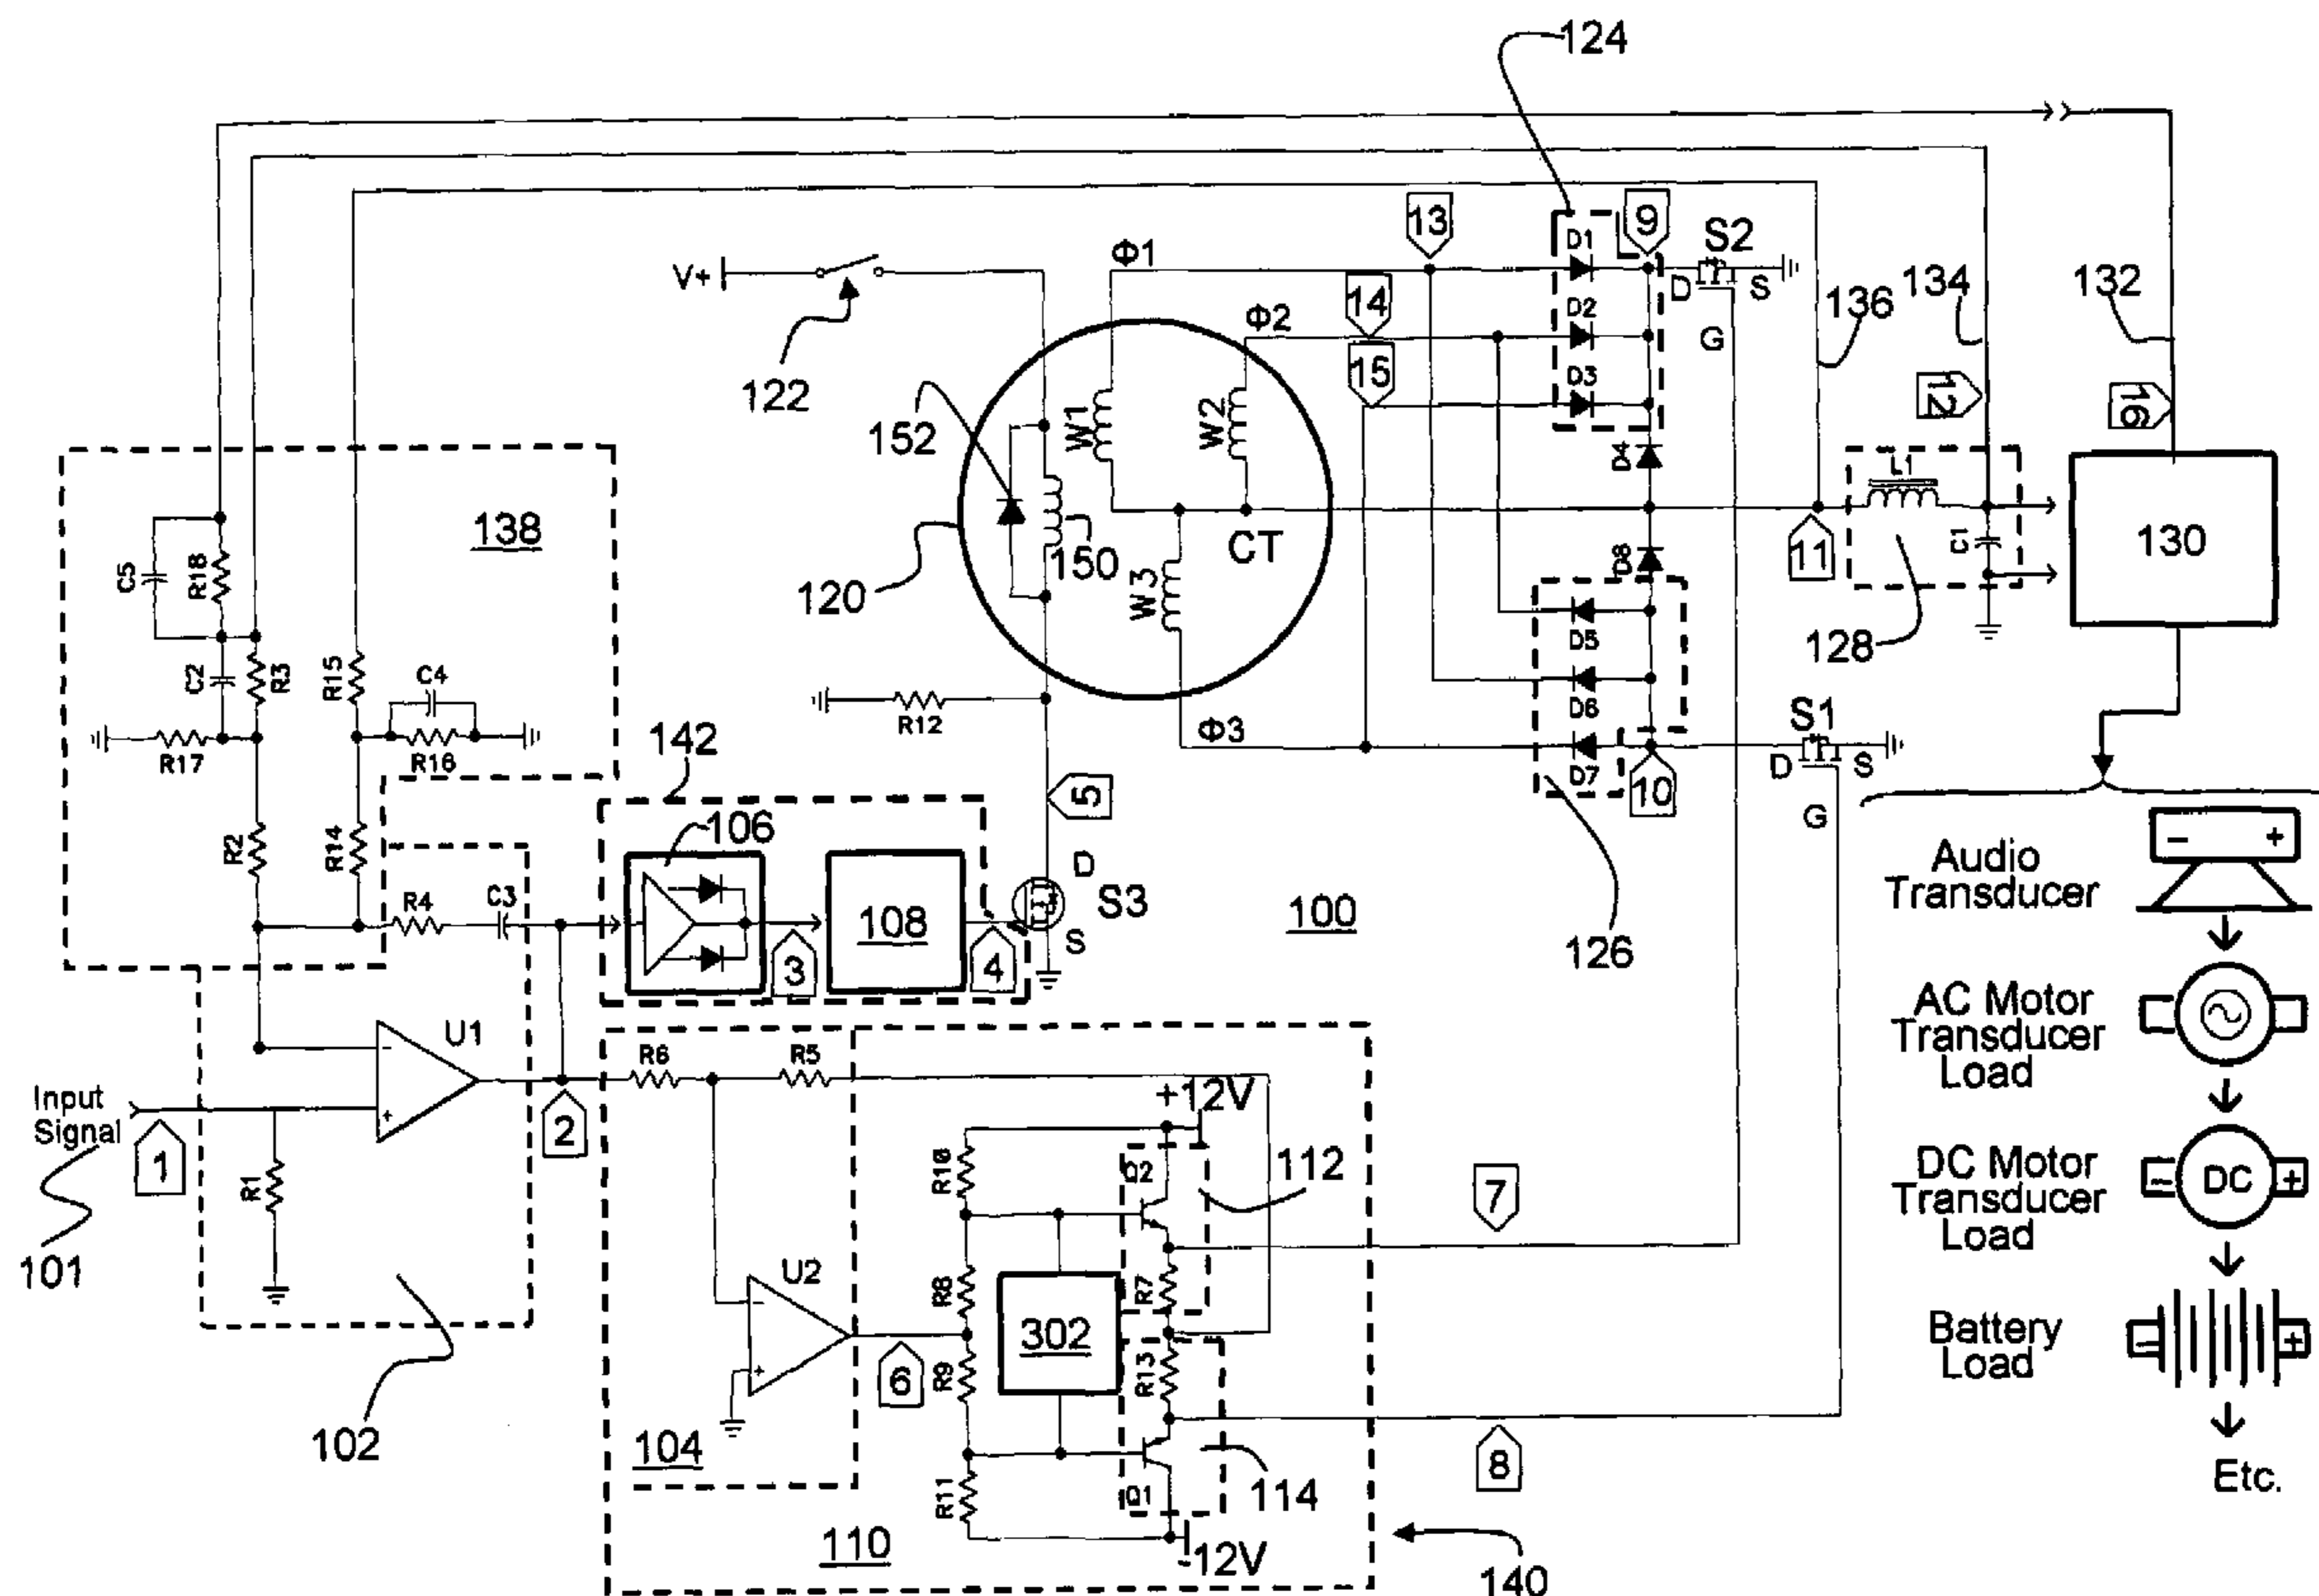 124
13
9
S2
D1
Φ1
V+
14
D2
D
S
136
134
132
Φ2
G
15
D3
12
16
122
152
W1
W2
D4
L1
138
150
CT
11
C1
130
C5
R18
120
W3
D8
D5
128
C2
R3
R15
C4
R12
Φ3
D6
S1
R17
R16
142
D7
10
D
S
5
G
106
R2
R14
D
S3
100
126
Audio
Transducer
- +
R4
C3
108
3
4
S
AC Motor
Transducer
Load
U1
-
+
R6
R5
Input
Signal
1
2
+12V
R1
R10
Q2
112
7
DC Motor
Transducer
Load
- DC +
101
U2
-
+
R8
R7
302
R9
R13
6
Battery
Load
- +
102
104
R11
Q1
114
8
Etc.
110
-12V
140